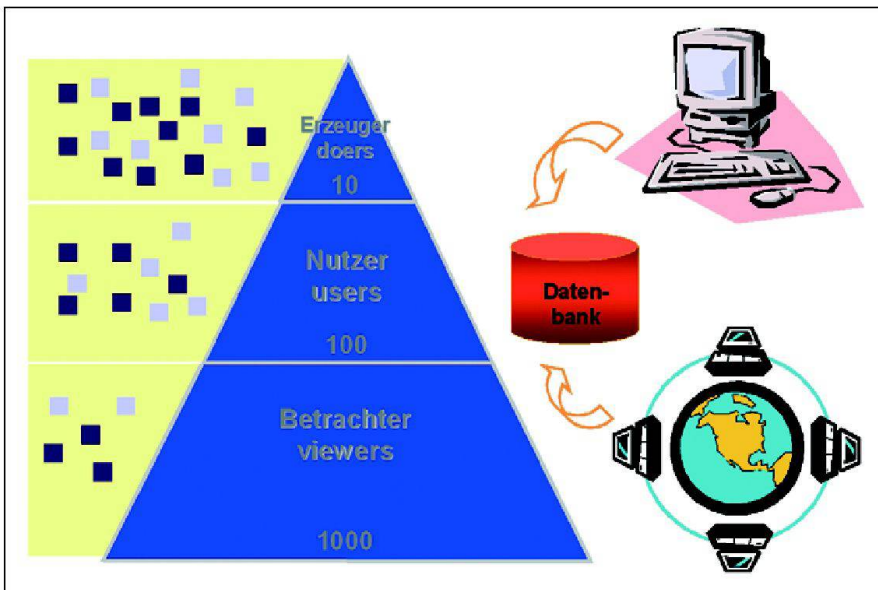 Erzeuger
doers
10
Nutzer
users
100
Betrachter
viewers
1000
Daten-
bank